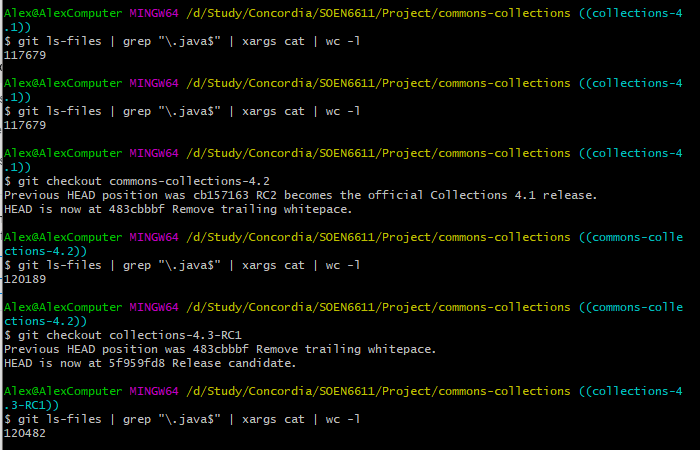 Alex@AlexComputer MINGW64 /d/Study/Concordia/SOEN6611/Project/commons-collections ((collections-4
.1))
$ git ls-files | grep "\.java$" | xargs cat | wc -l
117679
Alex@AlexComputer MINGW64 /d/Study/Concordia/SOEN6611/Project/commons-collections ((collections-4
.1))
$ git ls-files | grep "\.java$" | xargs cat | wc -l
117679
Alex@AlexComputer MINGW64 /d/Study/Concordia/SOEN6611/Project/commons-collections ((collections-4
.1))
$ git checkout commons-collections-4.2
Previous HEAD position was cb157163 RC2 becomes the official Collections 4.1 release.
HEAD is now at 483cbbbf Remove trailing whitepace.
Alex@AlexComputer MINGW64 /d/Study/Concordia/SOEN6611/Project/commons-collections ((commons-colle
ctions-4.2))
$ git ls-files | grep "\.java$" | xargs cat | wc -l
120189
Alex@AlexComputer MINGW64 /d/Study/Concordia/SOEN6611/Project/commons-collections ((commons-colle
ctions-4.2))
$ git checkout collections-4.3-RC1
Previous HEAD position was 483cbbbf Remove trailing whitepace.
HEAD is now at 5f959fd8 Release candidate.
Alex@AlexComputer MINGW64 /d/Study/Concordia/SOEN6611/Project/commons-collections ((collections-4
.3-RC1))
$ git ls-files | grep "\.java$" | xargs cat | wc -l
120482